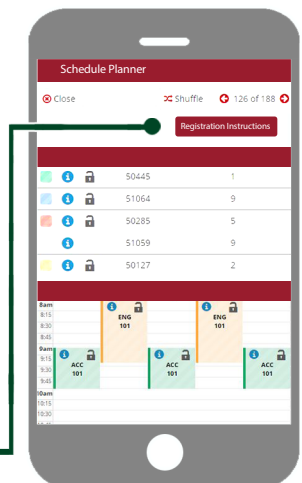 Schedule Planner
Close Shuffle 126 of 188
Registration Instructions
50445 1
51064 9
50285 5
51059 9
50127 2
8am
8:15
8:30
8:45
9am
9:15
9:30
9:45
10am
10:15
10:30
ENG
101
ENG
101
ACC
101
ACC
101
ACC
101